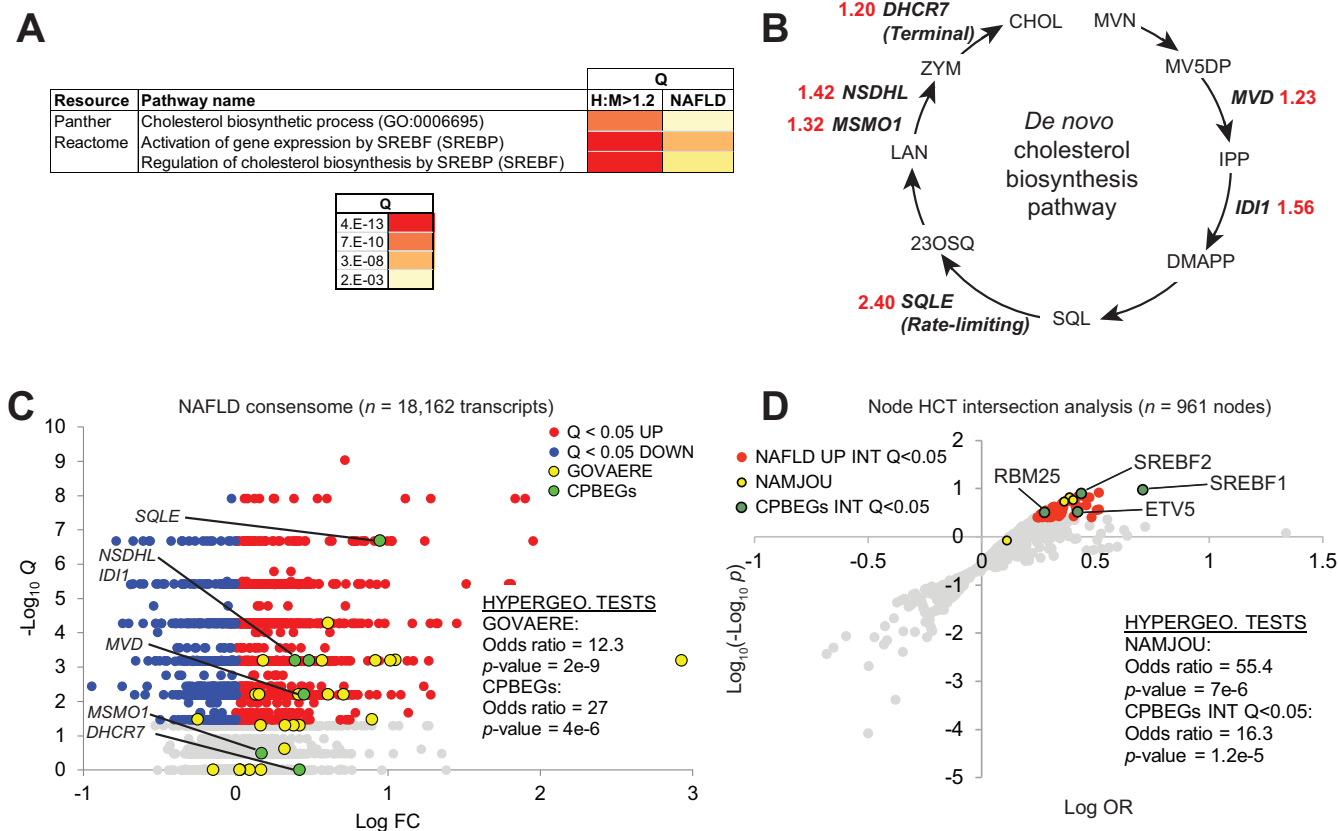 A
Q
Resource Pathway name H:M>1.2 NAFLD
Panther Cholesterol biosynthetic process (GO:0006695)
Reactome Activation of gene expression by SREBF (SREBP)
Regulation of cholesterol biosynthesis by SREBP (SREBF)
Q
4.E-13
7.E-10
3.E-08
2.E-03
B
1.20 DHCR7
(Terminal)
CHOL
MVN
ZYM
MV5DP
1.42 NSDHL
MVD 1.23
1.32 MSMO1
LAN
IPP
De novo
cholesterol
biosynthesis
pathway
IDI1 1.56
23OSQ
DMAPP
2.40 SQLE
(Rate-limiting)
SQL
C
NAFLD consensome (n = 18,162 transcripts)
Q < 0.05 UP
Q < 0.05 DOWN
GOVAERE
CPBEGs
-Log10 Q
10
9
8
7
6
5
4
3
2
1
0
SQLE
NSDHL
IDI1
MVD
MSMO1
DHCR7
HYPERGEO. TESTS
GOVAERE:
Odds ratio = 12.3
p-value = 2e-9
CPBEGs:
Odds ratio = 27
p-value = 4e-6
-1 0 1 2 3
Log FC
D
Node HCT intersection analysis (n = 961 nodes)
NAFLD UP INT Q<0.05
NAMJOU
CPBEGs INT Q<0.05
Log10(-Log10 p)
2
1
0
-1
-2
-3
-4
-5
RBM25
SREBF2
SREBF1
ETV5
-1 -0.5 0 0.5 1 1.5
HYPERGEO. TESTS
NAMJOU:
Odds ratio = 55.4
p-value = 7e-6
CPBEGs INT Q<0.05:
Odds ratio = 16.3
p-value = 1.2e-5
Log OR